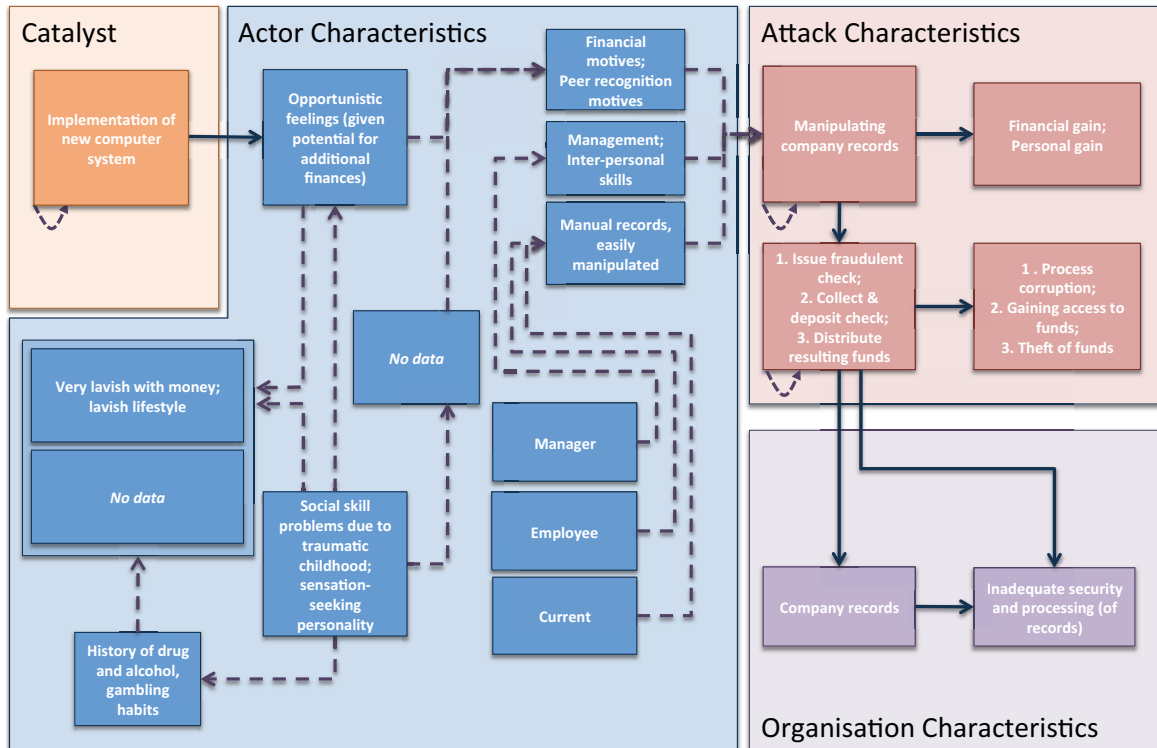 Catalyst
Implementation of
new computer
system
Actor Characteristics
Opportunistic
feelings (given
potential for
additional
finances)
Financial
motives;
Peer recognition
motives
Management;
Inter-personal
skills
Manual records,
easily
manipulated
No data
Very lavish with money;
lavish lifestyle
No data
Social skill
problems due to
traumatic
childhood;
sensation-
seeking
personality
History of drug
and alcohol,
gambling
habits
Manager
Employee
Current
Attack Characteristics
Manipulating
company records
Financial gain;
Personal gain
1. Issue fraudulent
check;
2. Collect &
deposit check;
3. Distribute
resulting funds
1 . Process
corruption;
2. Gaining access to
funds;
3. Theft of funds
Company records
Inadequate security
and processing (of
records)
Organisation Characteristics